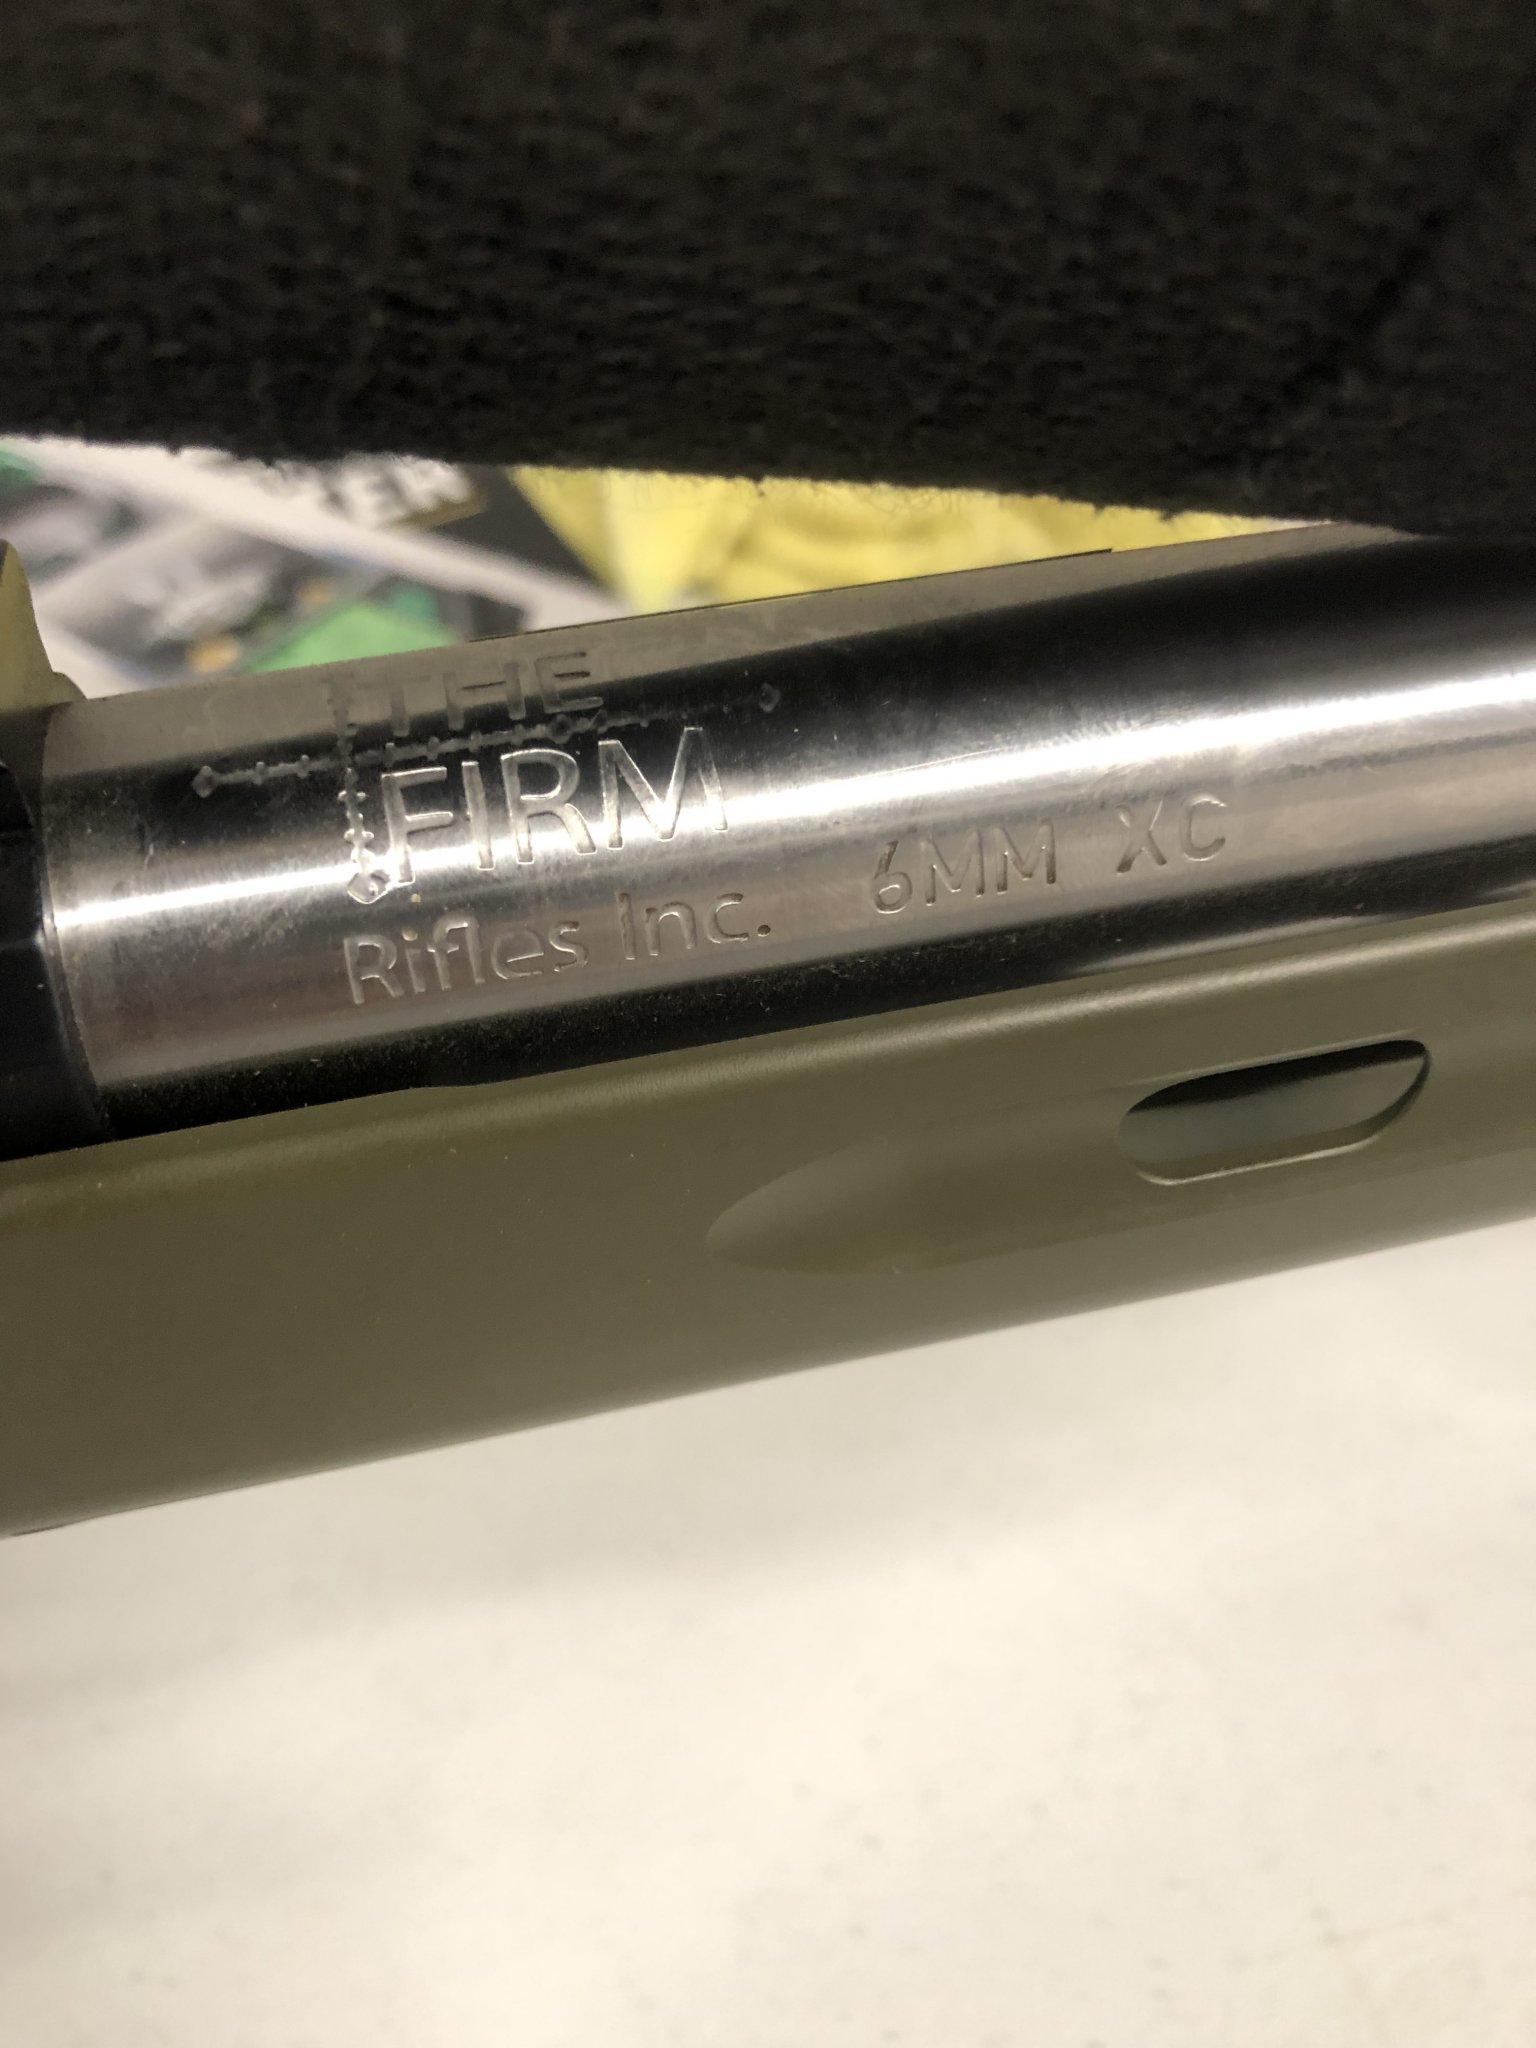 THE
FIRM
Rifles Inc. 6MM XC